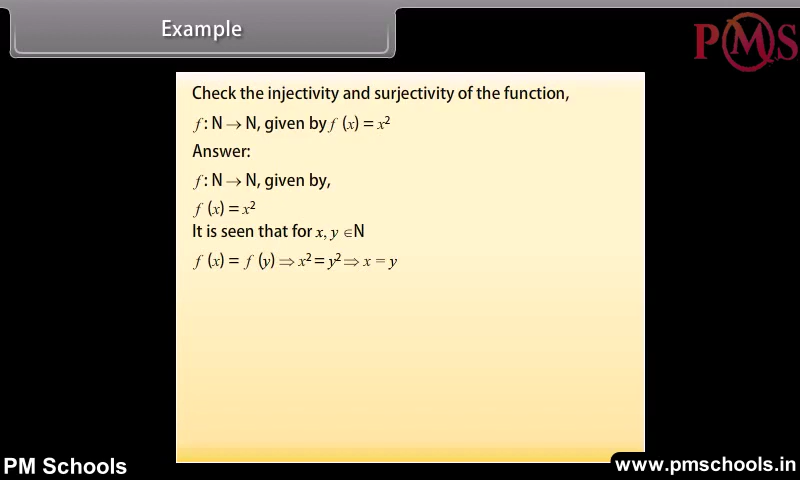 Example
PMS
Check the injectivity and surjectivity of the function,
f : N → N, given by f (x) = x²
Answer:
f : N → N, given by,
f (x) = x²
It is seen that for x, y ∈N
f (x) = f (y) ⇒ x² = y² ⇒ x = y
PM Schools
www.pmschools.in